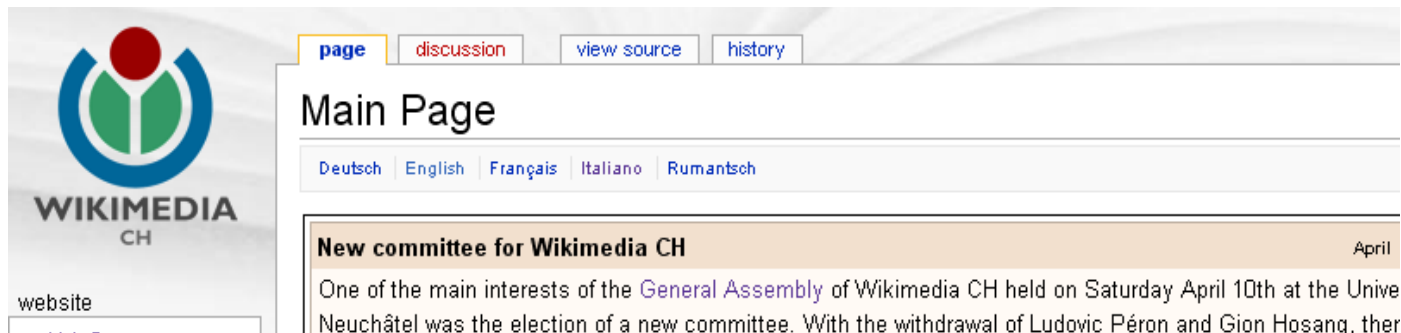 page discussion view source history
Main Page
Deutsch English Français Italiano Rumantsch
WIKIMEDIA
CH
New committee for Wikimedia CH April
One of the main interests of the General Assembly of Wikimedia CH held on Saturday April 10th at the Unive
website
Neuchâtel was the election of a new committee. With the withdrawal of Ludovic Péron and Gion Hosang, ther